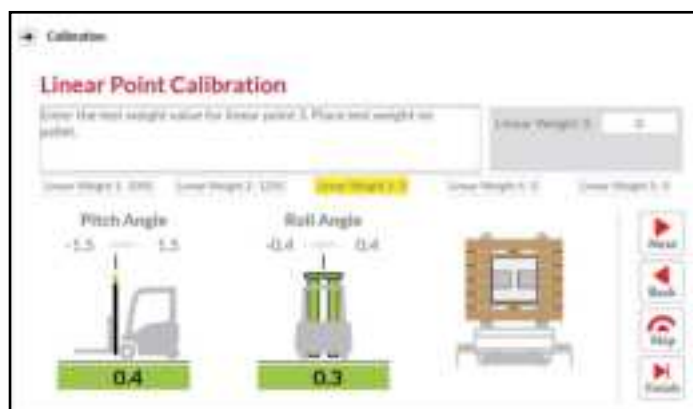 Calibration
Linear Point Calibration
Enter the test weight value for linear point 3. Place test weight on
pallet.
Linear Weight 3: 0
Linear Weight 1: Linear Weight 2: Linear Weight 3: 0 Linear Weight 4: 0 Linear Weight 5: 0
Pitch Angle Roll Angle
-1.5 1.5 -0.4 0.4
Next
Back
Skip
Finish
0.4 0.3